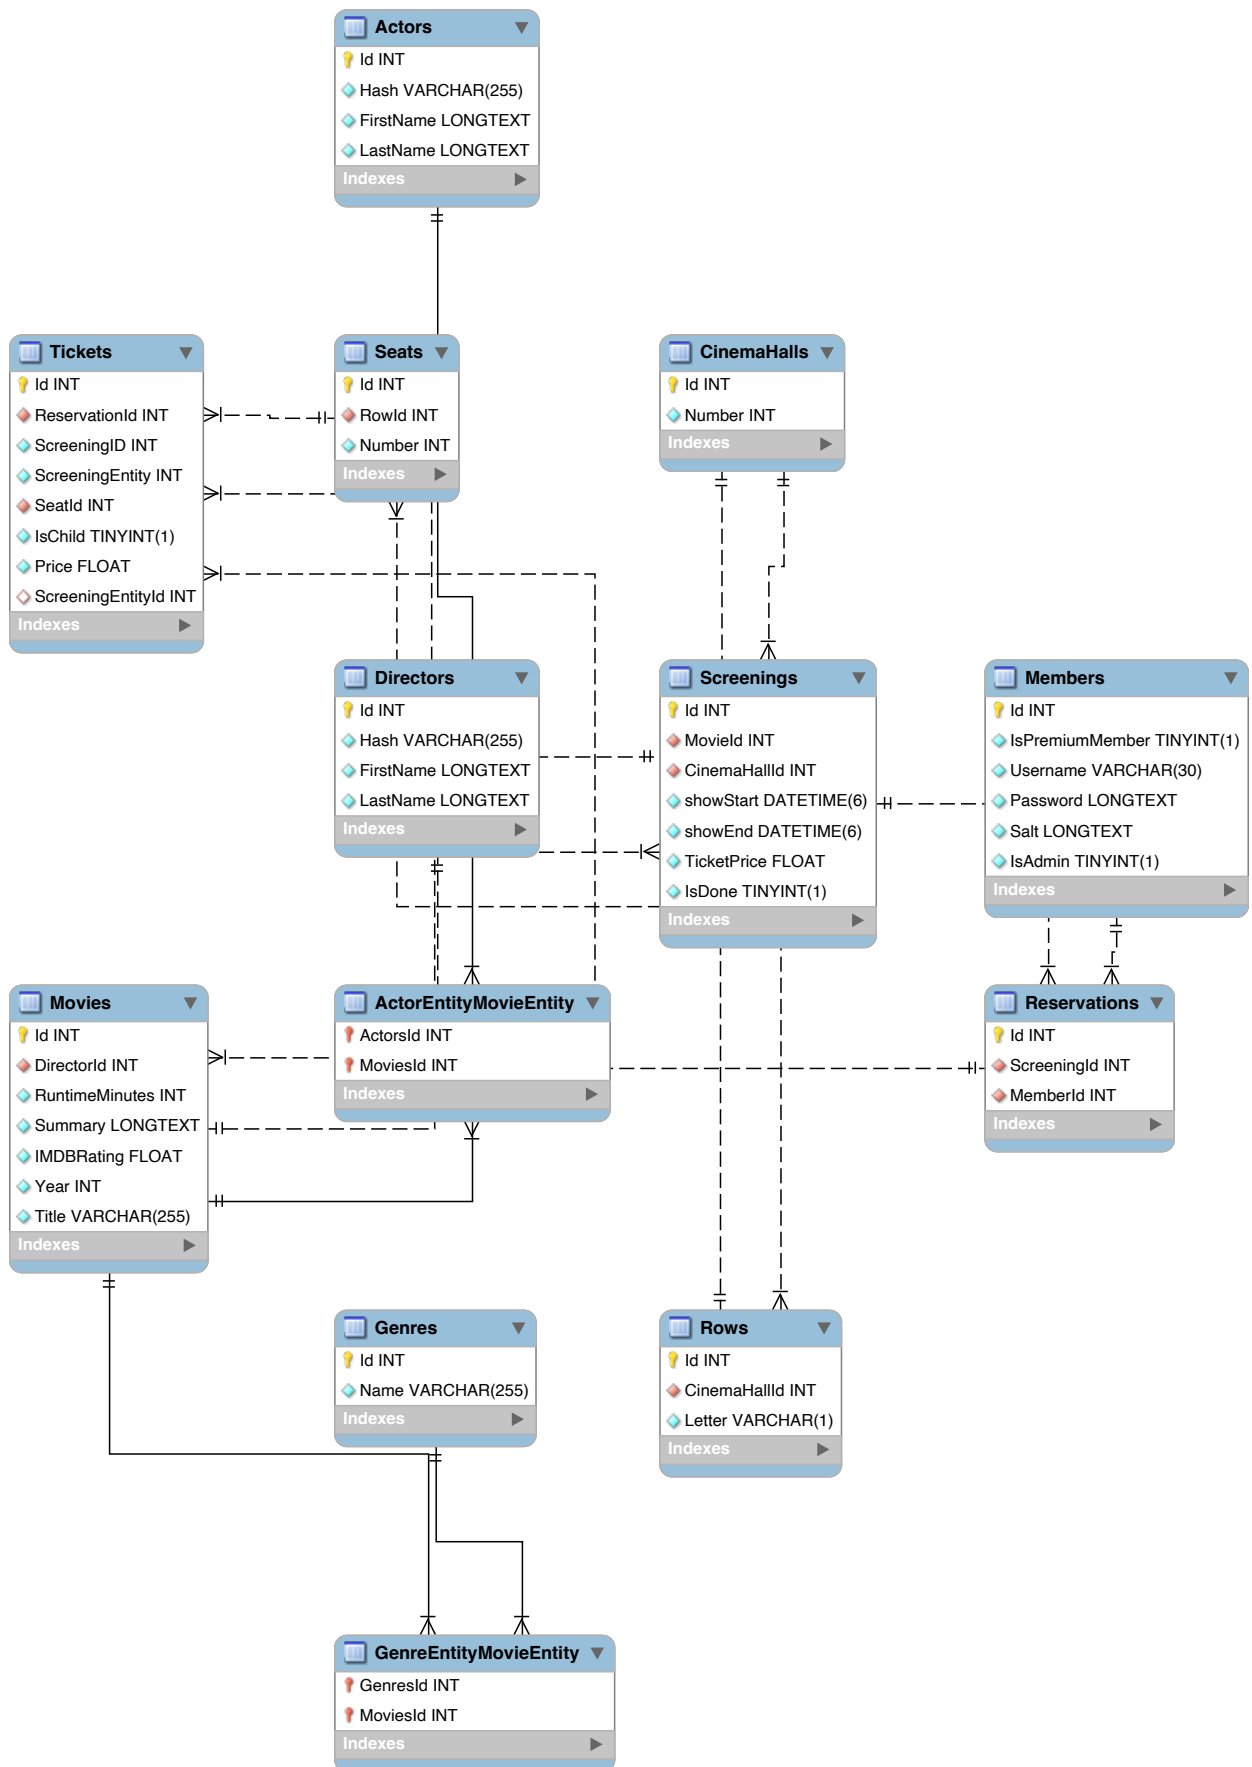 Actors
Id INT
Hash VARCHAR(255)
FirstName LONGTEXT
LastName LONGTEXT
Indexes
Tickets
Id INT
ReservationId INT
ScreeningID INT
ScreeningEntity INT
SeatId INT
IsChild TINYINT(1)
Price FLOAT
ScreeningEntityId INT
Indexes
Seats
Id INT
RowId INT
Number INT
Indexes
CinemaHalls
Id INT
Number INT
Indexes
Directors
Id INT
Hash VARCHAR(255)
FirstName LONGTEXT
LastName LONGTEXT
Indexes
Screenings
Id INT
MovieId INT
CinemaHallId INT
showStart DATETIME(6)
showEnd DATETIME(6)
TicketPrice FLOAT
IsDone TINYINT(1)
Indexes
Members
Id INT
IsPremiumMember TINYINT(1)
Username VARCHAR(30)
Password LONGTEXT
Salt LONGTEXT
IsAdmin TINYINT(1)
Indexes
Movies
Id INT
DirectorId INT
RuntimeMinutes INT
Summary LONGTEXT
IMDBRating FLOAT
Year INT
Title VARCHAR(255)
Indexes
ActorEntityMovieEntity
ActorsId INT
MoviesId INT
Indexes
Reservations
Id INT
ScreeningId INT
MemberId INT
Indexes
Genres
Id INT
Name VARCHAR(255)
Indexes
Rows
Id INT
CinemaHallId INT
Letter VARCHAR(1)
Indexes
GenreEntityMovieEntity
GenresId INT
MoviesId INT
Indexes